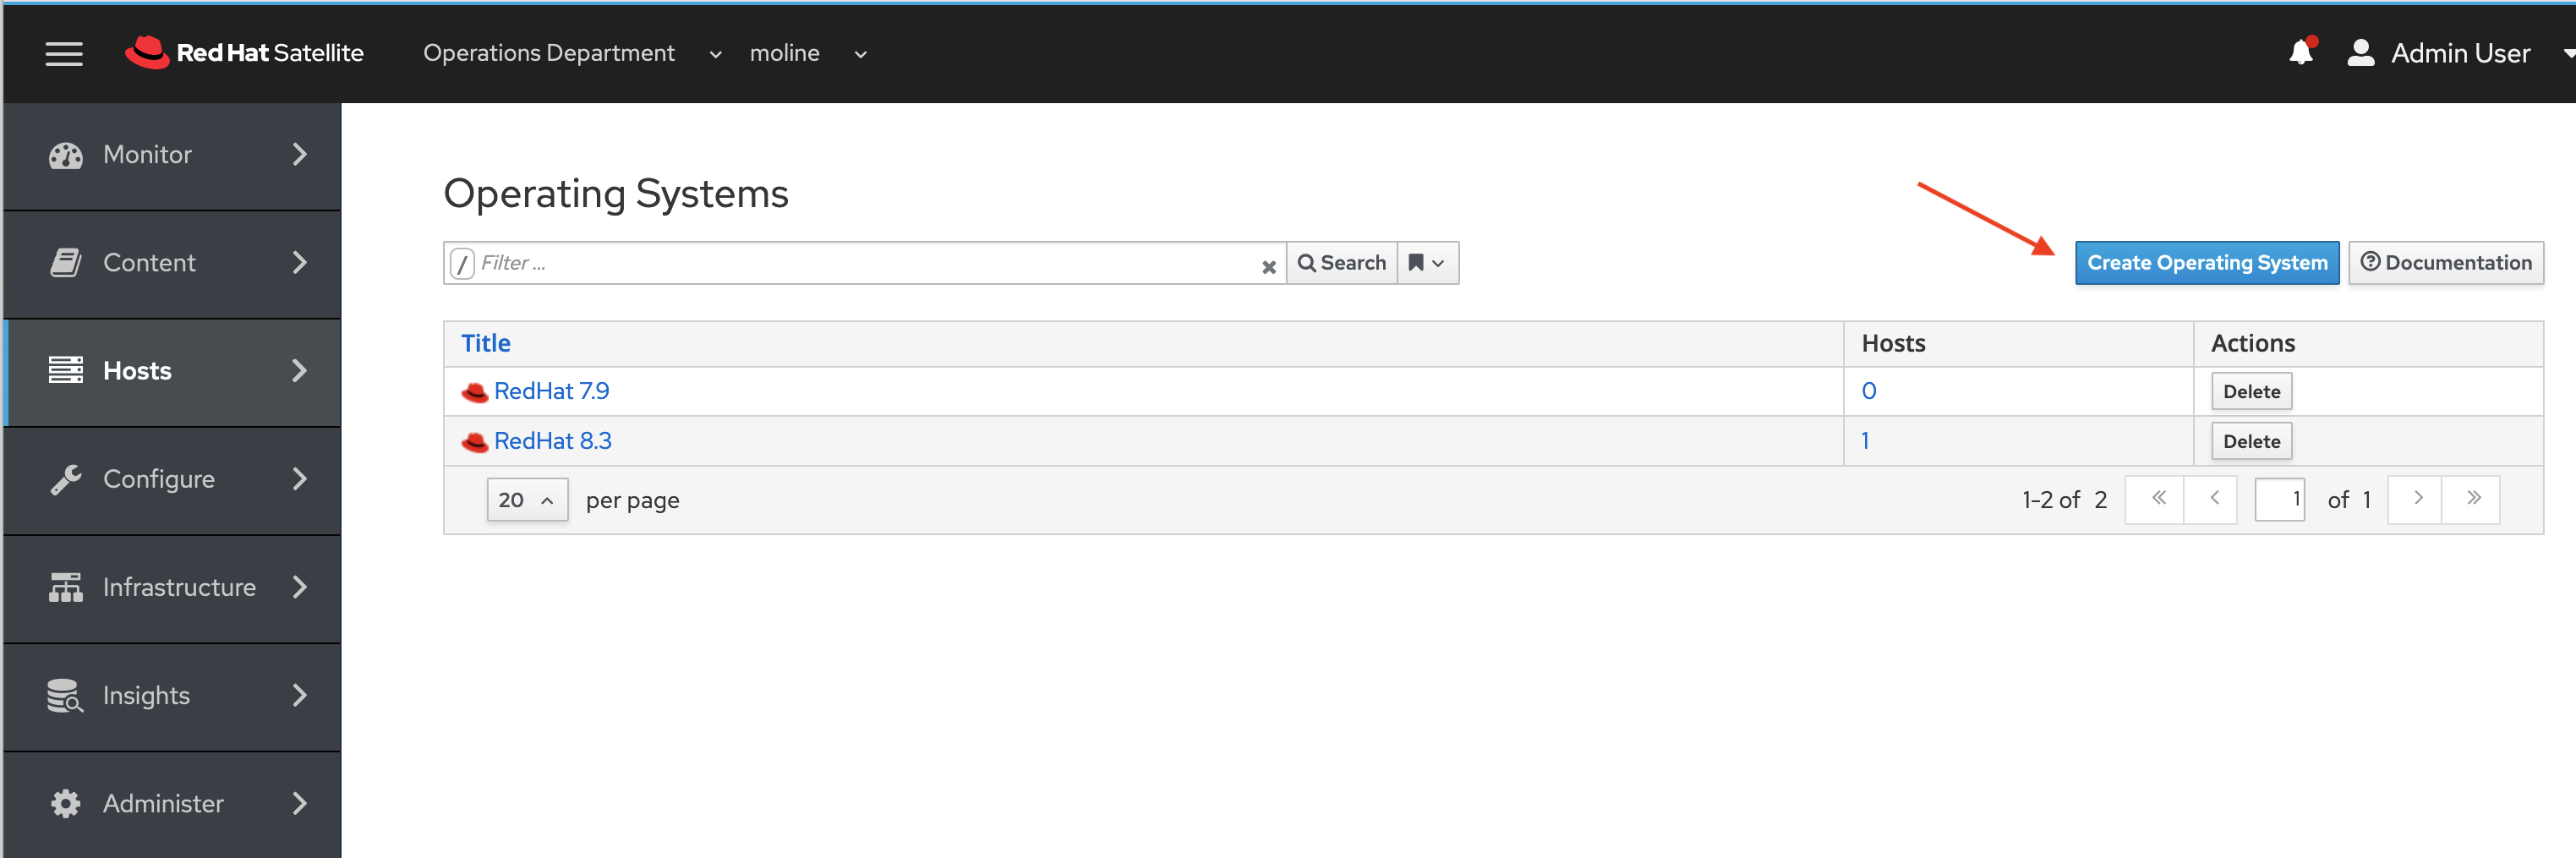 Red Hat Satellite Operations Department moline Admin User
Monitor
Content
Hosts
Configure
Infrastructure
Insights
Administer
Operating Systems
/ Filter ... Search Create Operating System Documentation
Title Hosts Actions
RedHat 7.9 0 Delete
RedHat 8.3 1 Delete
20 per page 1-2 of 2 « < 1 of 1 > »